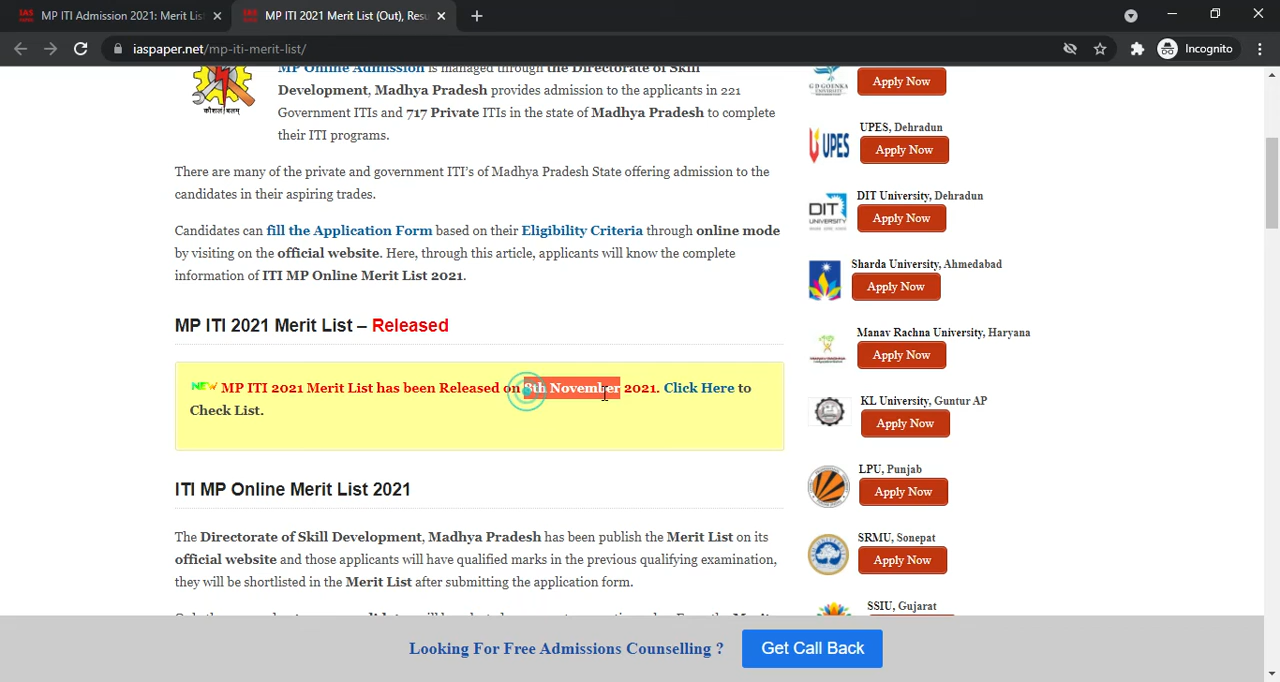 MP ITI Admission 2021: Merit List
MP ITI 2021 Merit List (Out), Resu
iaspaper.net/mp-iti-merit-list/
Incognito
MP Online Admission is managed through the Directorate of Skill
Development, Madhya Pradesh provides admission to the applicants in 221
Government ITIs and 717 Private ITIs in the state of Madhya Pradesh to complete
their ITI programs.
कौशल बलम्
There are many of the private and government ITI's of Madhya Pradesh State offering admission to the
candidates in their aspiring trades.
Candidates can fill the Application Form based on their Eligibility Criteria through online mode
by visiting on the official website. Here, through this article, applicants will know the complete
information of ITI MP Online Merit List 2021.
MP ITI 2021 Merit List – Released
NEW MP ITI 2021 Merit List has been Released on 8th November 2021. Click Here to
Check List.
ITI MP Online Merit List 2021
The Directorate of Skill Development, Madhya Pradesh has been publish the Merit List on its
official website and those applicants will have qualified marks in the previous qualifying examination,
they will be shortlisted in the Merit List after submitting the application form.
G D GOENKA
UNIVERSITY
Apply Now
UPES, Dehradun
UPES
Apply Now
DIT University, Dehradun
DIT
UNIVERSITY
Apply Now
Sharda University, Ahmedabad
Apply Now
Manav Rachna University, Haryana
Apply Now
KL University, Guntur AP
Apply Now
LPU, Punjab
Apply Now
SRMU, Sonepat
Apply Now
SSIU, Gujarat
Looking For Free Admissions Counselling ?
Get Call Back